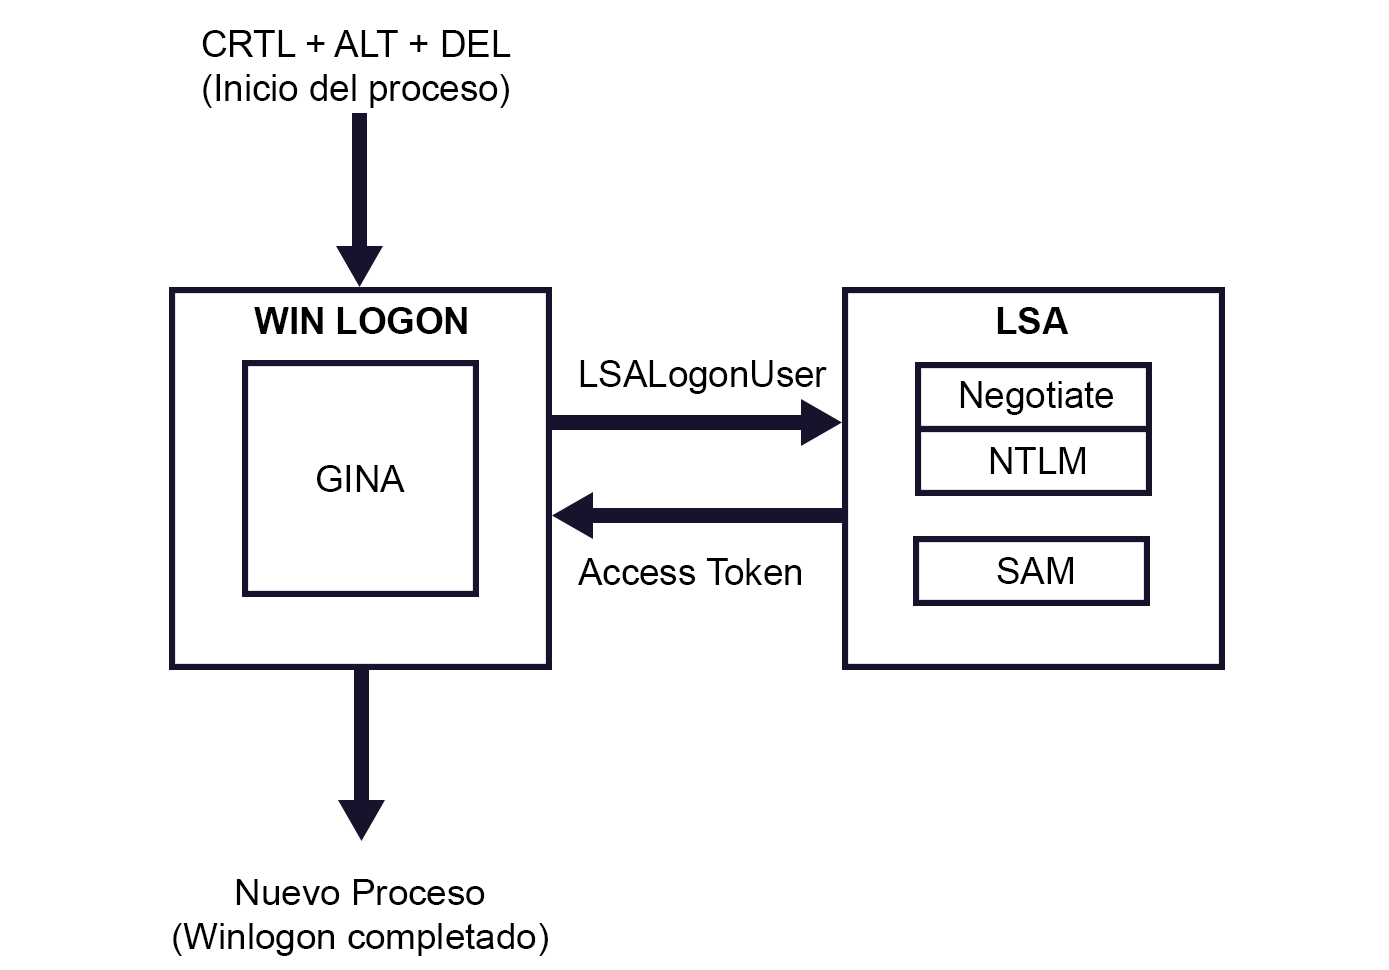 CRTL + ALT + DEL
(Inicio del proceso)
WIN LOGON
GINA
LSALogonUser
Access Token
LSA
Negotiate
NTLM
SAM
Nuevo Proceso
(Winlogon completado)